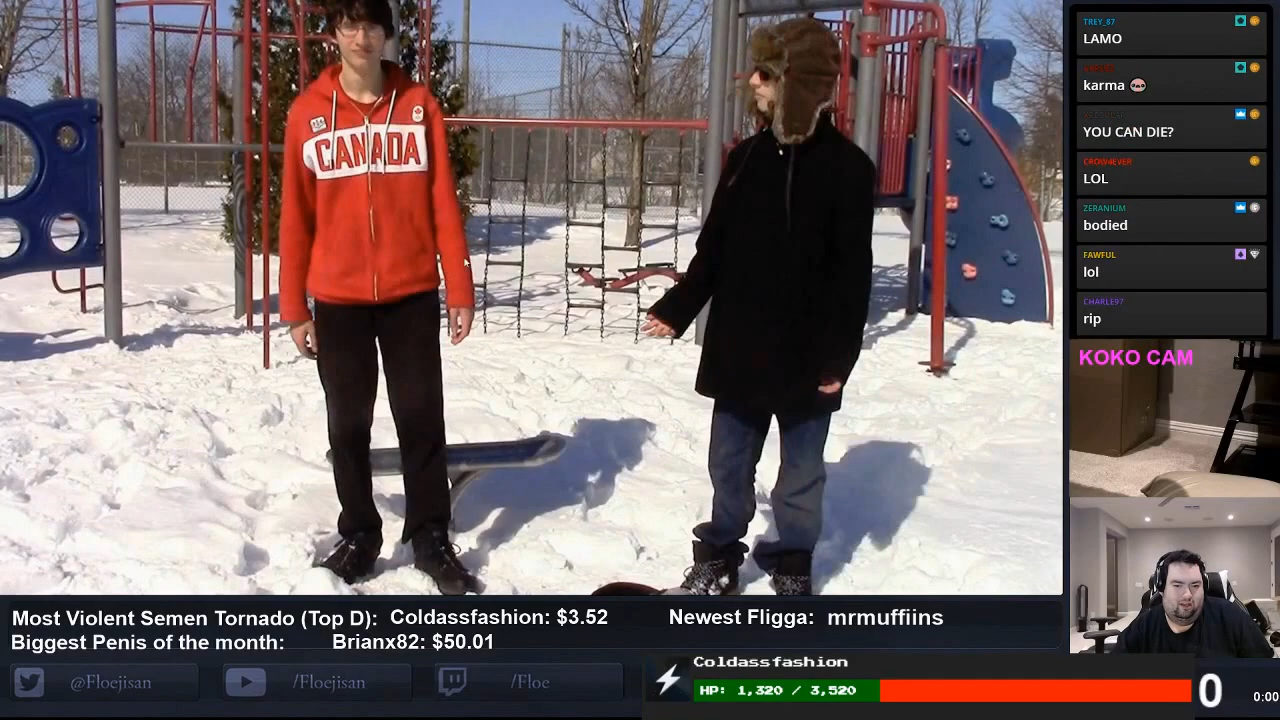 TREY_87
LAMO
karma
YOU CAN DIE?
CROW4EVER
LOL
ZERANIUM
bodied
FAWFUL
lol
CHARLE97
rip
CANADA
KOKO CAM
Most Violent Semen Tornado (Top D): Coldassfashion: $3.52 Newest Fligga: mrmuffiins
Biggest Penis of the month: Brianx82: $50.01
@Floejisan /Floejisan /Floe
Coldassfashion
HP: 1,320 / 3,520
0 0:00